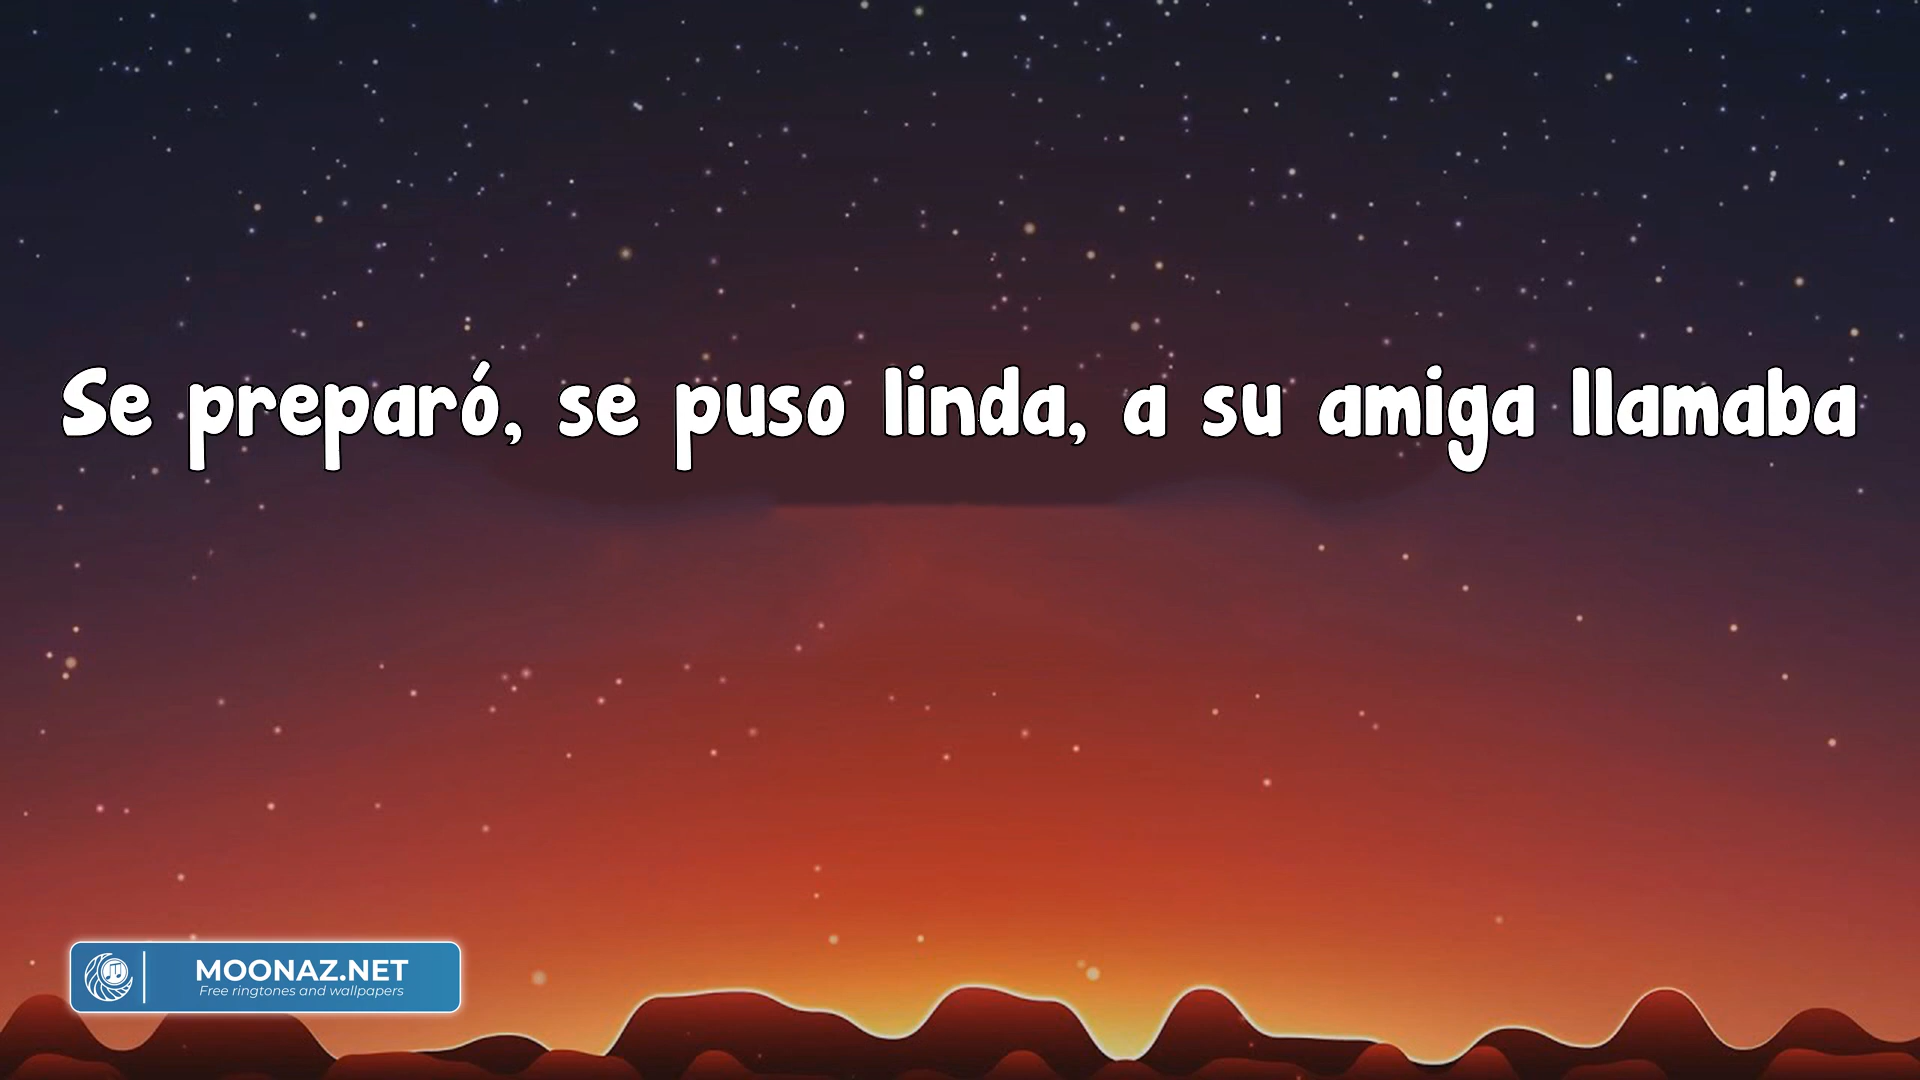 Se preparó, se puso linda, a su amiga llamaba
MOONAZ.NET
Free ringtones and wallpapers